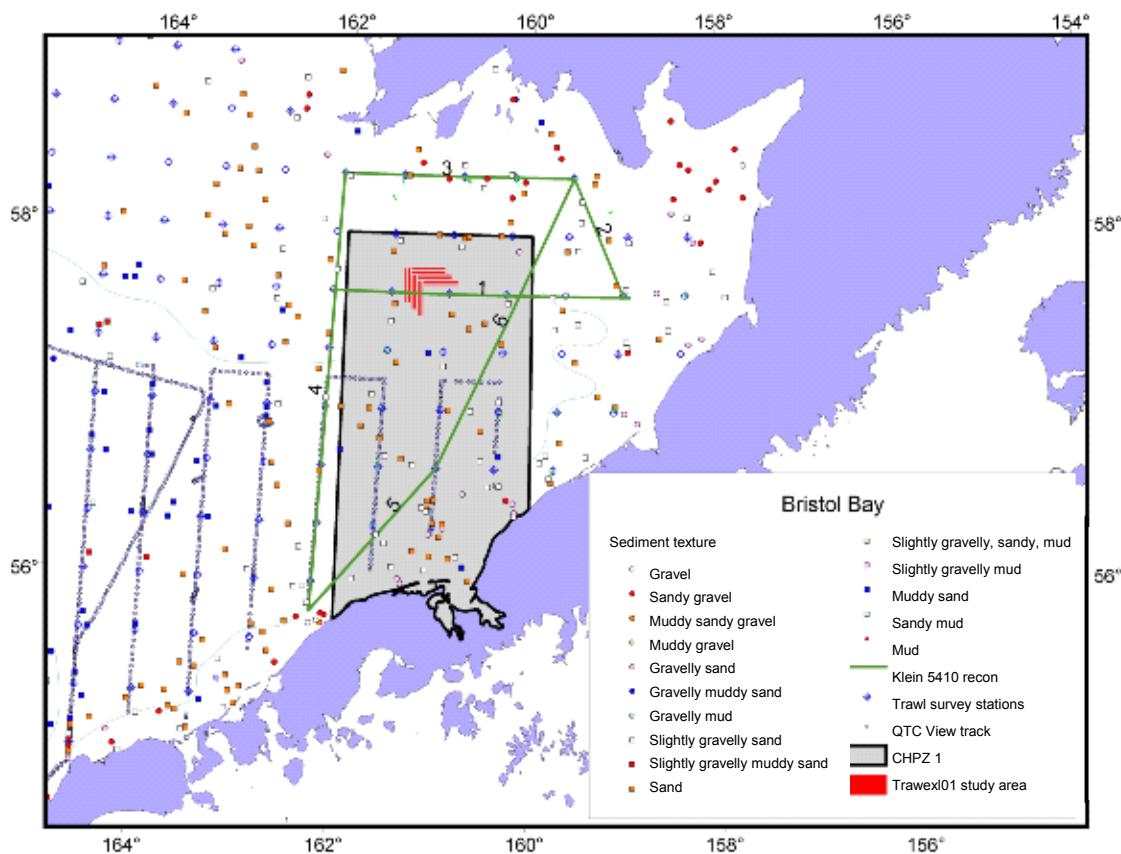 164° 162° 160° 158° 156° 154°
3
58° 58°
2
1
6
4
5
56° 56°
Bristol Bay
Sediment texture
Gravel
Sandy gravel
Muddy sandy gravel
Muddy gravel
Gravelly sand
Gravelly muddy sand
Gravelly mud
Slightly gravelly sand
Slightly gravelly muddy sand
Sand
Slightly gravelly, sandy, mud
Slightly gravelly mud
Muddy sand
Sandy mud
Mud
Klein 5410 recon
Trawl survey stations
QTC View track
CHPZ 1
Trawexl01 study area
164° 162° 160° 158° 156°